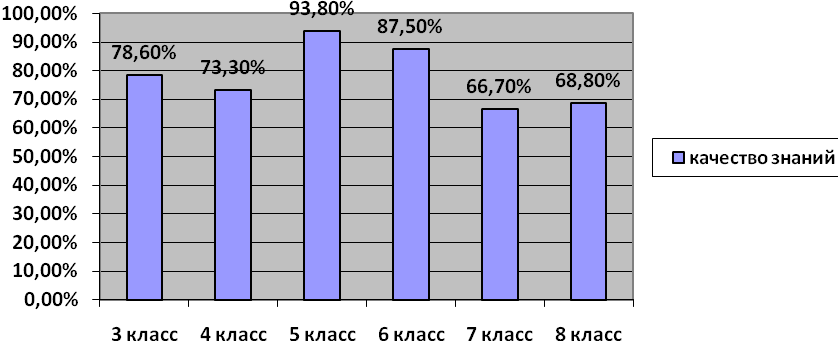 100,00%
90,00%
80,00%
70,00%
60,00%
50,00%
40,00%
30,00%
20,00%
10,00%
0,00%
78,60%
73,30%
93,80%
87,50%
66,70%
68,80%
3 класс
4 класс
5 класс
6 класс
7 класс
8 класс
качество знаний